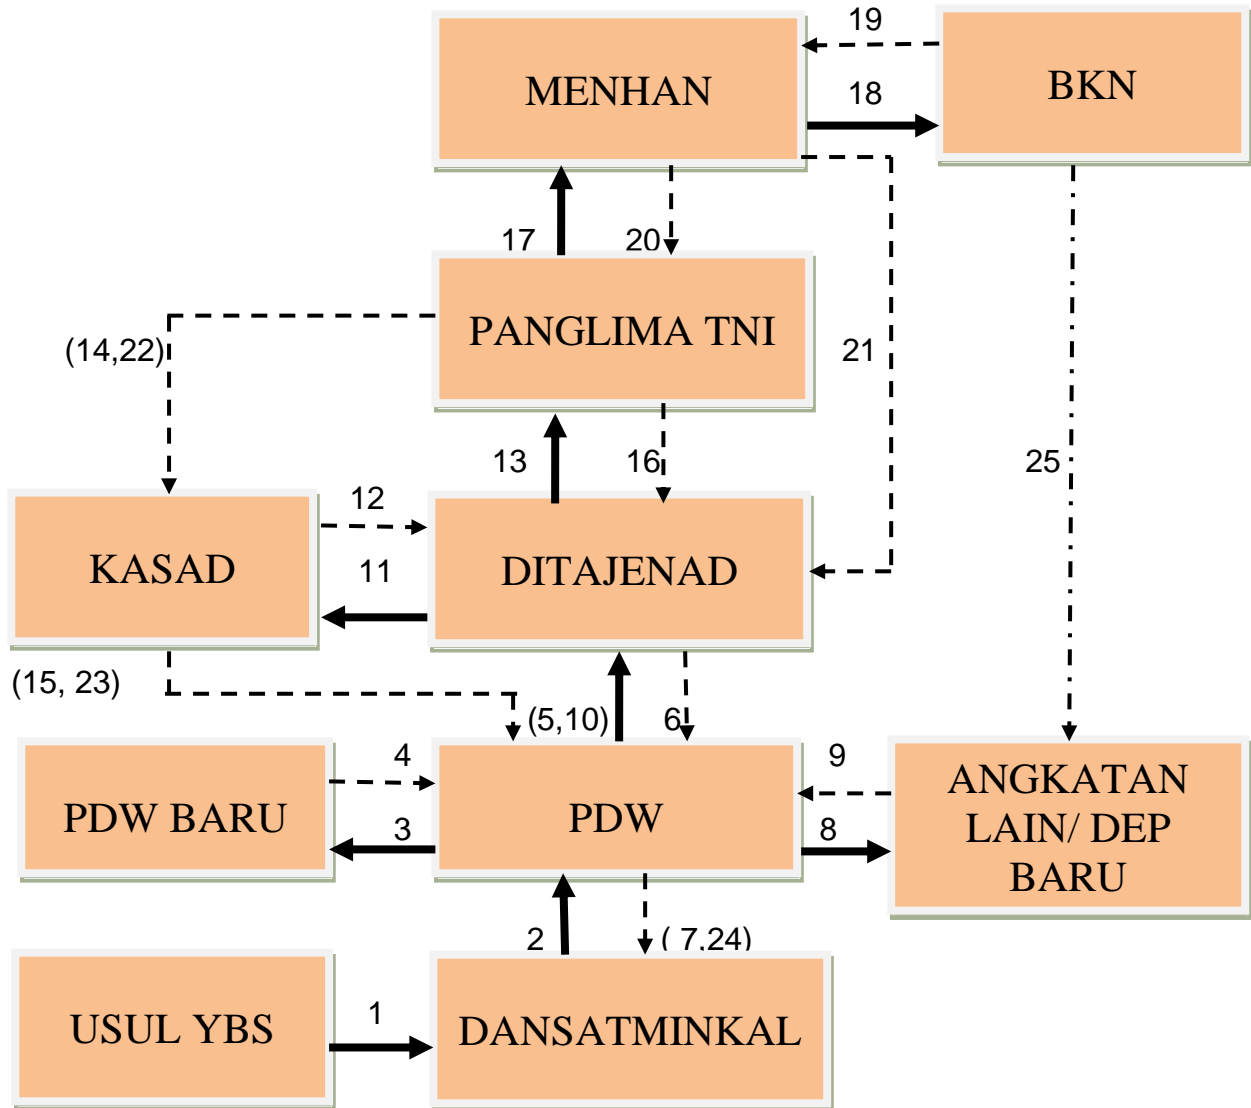 19
MENHAN
BKN
18
17
20
(14,22)
PANGLIMA TNI
21
13
16
25
12
KASAD
11
DITAJENAD
(15, 23)
(5,10)
6
4
9
PDW BARU
3
PDW
8
ANGKATAN
LAIN/ DEP
BARU
2
( 7,24)
USUL YBS
1
DANSATMINKAL